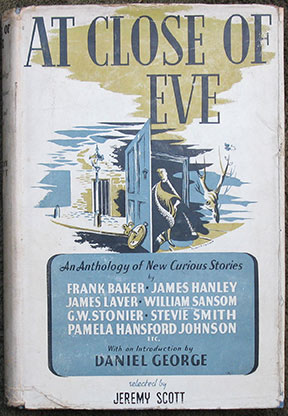 AT CLOSE OF
EVE
An Anthology of New Curious Stories
by
FRANK BAKER · JAMES HANLEY
JAMES LAVER · WILLIAM SANSOM
G.W. STONIER · STEVIE SMITH
PAMELA HANSFORD JOHNSON
ETC.
With an Introduction by
DANIEL GEORGE
selected by
JEREMY SCOTT